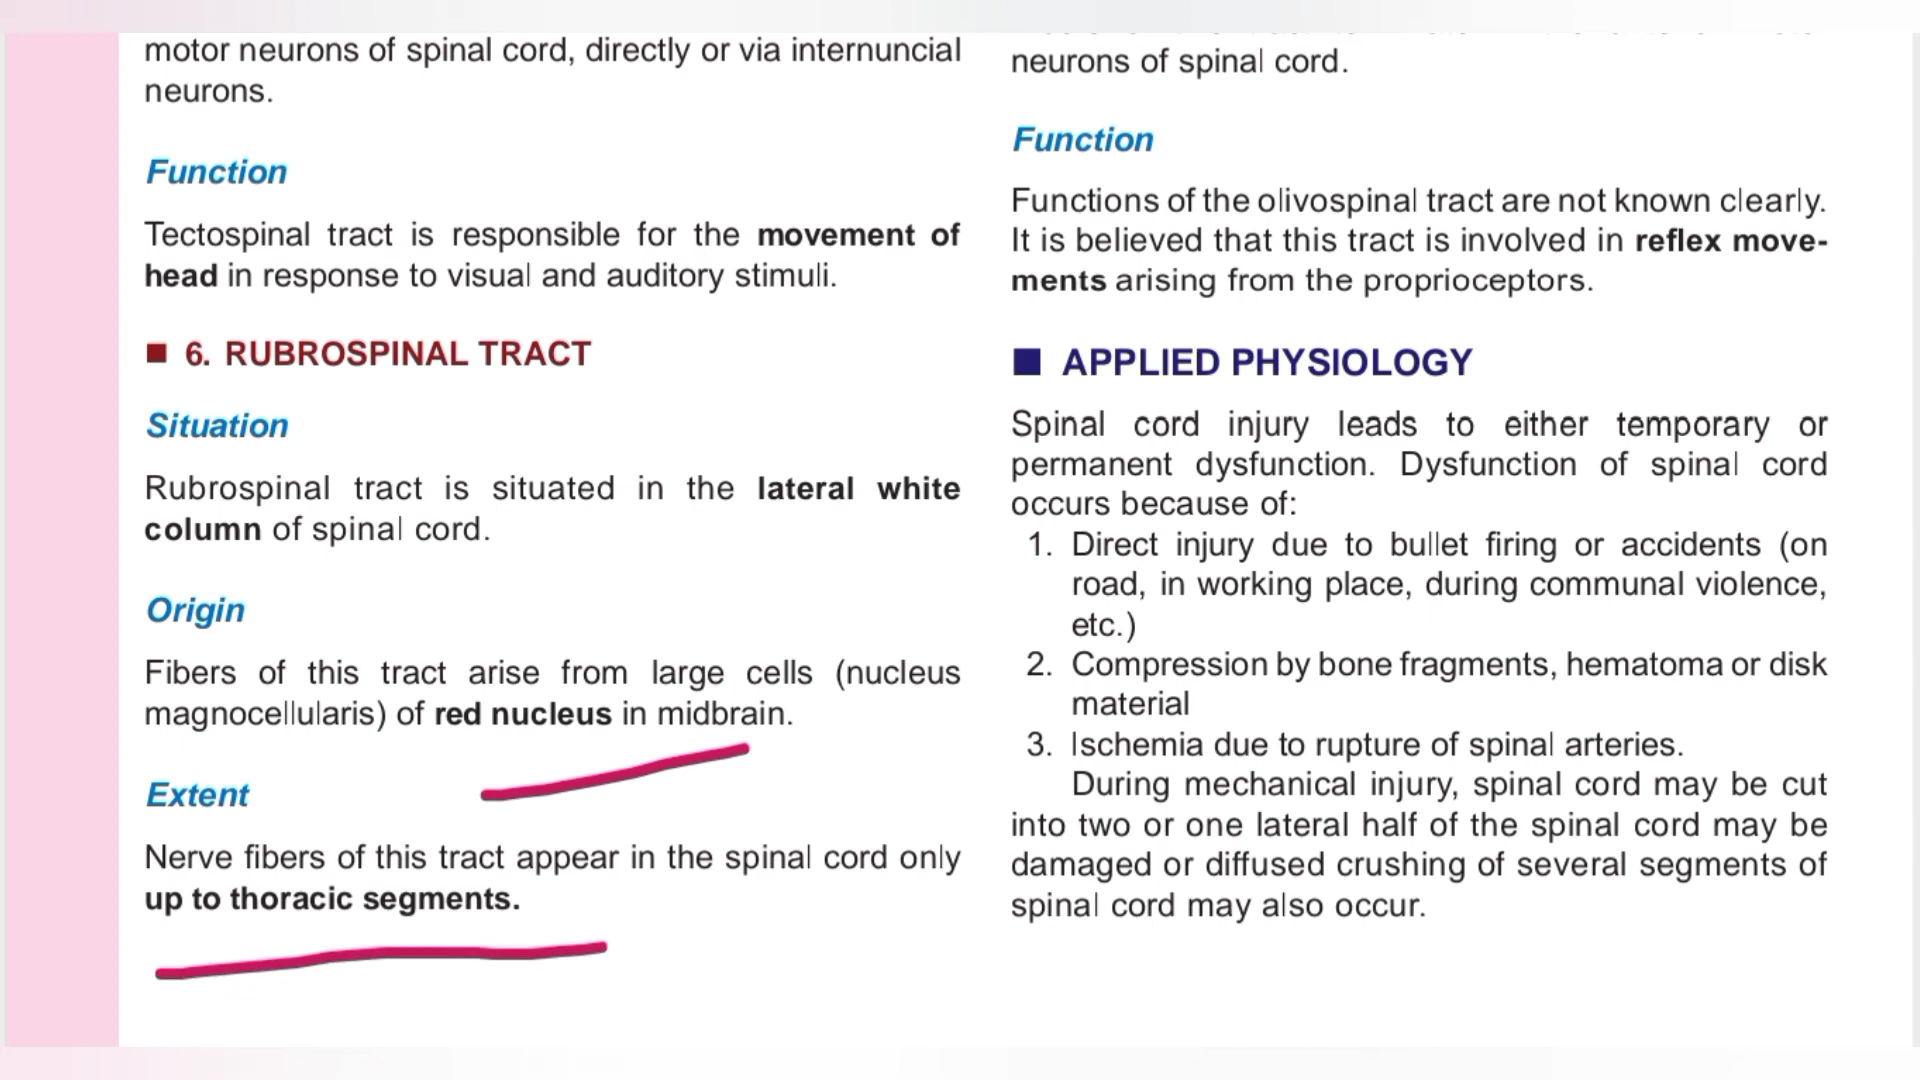 motor neurons of spinal cord, directly or via internuncial
neurons.
Function
Tectospinal tract is responsible for the movement of
head in response to visual and auditory stimuli.
■ 6. RUBROSPINAL TRACT
Situation
Rubrospinal tract is situated in the lateral white
column of spinal cord.
Origin
Fibers of this tract arise from large cells (nucleus
magnocellularis) of red nucleus in midbrain.
Extent
Nerve fibers of this tract appear in the spinal cord only
up to thoracic segments.
neurons of spinal cord.
Function
Functions of the olivospinal tract are not known clearly.
It is believed that this tract is involved in reflex move-
ments arising from the proprioceptors.
■ APPLIED PHYSIOLOGY
Spinal cord injury leads to either temporary or
permanent dysfunction. Dysfunction of spinal cord
occurs because of:
1. Direct injury due to bullet firing or accidents (on
road, in working place, during communal violence,
etc.)
2. Compression by bone fragments, hematoma or disk
material
3. Ischemia due to rupture of spinal arteries.
During mechanical injury, spinal cord may be cut
into two or one lateral half of the spinal cord may be
damaged or diffused crushing of several segments of
spinal cord may also occur.